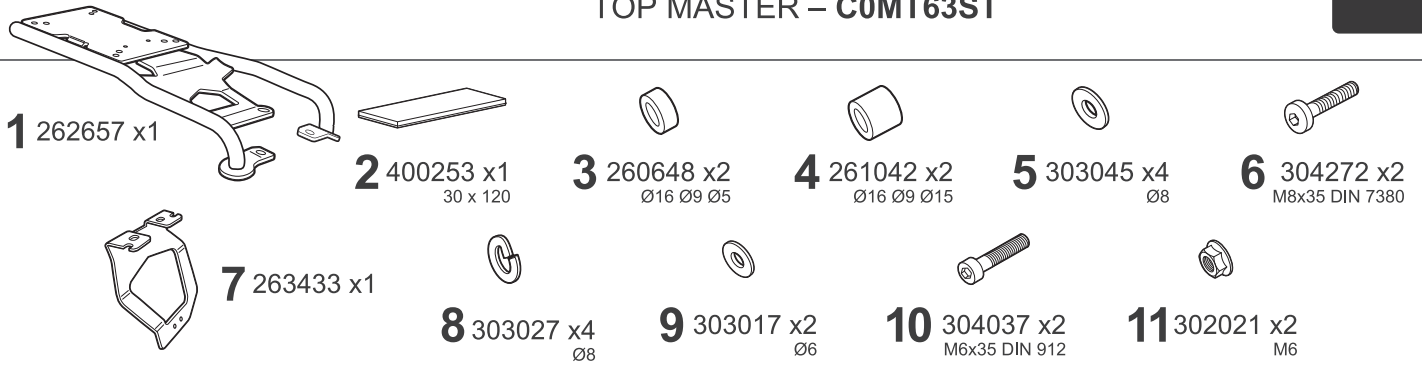 TOP MASTER – C0MT63ST
1 262657 x1
2 400253 x1
30 x 120
3 260648 x2
Ø16 Ø9 Ø5
4 261042 x2
Ø16 Ø9 Ø15
5 303045 x4
Ø8
6 304272 x2
M8x35 DIN 7380
7 263433 x1
8 303027 x4
Ø8
9 303017 x2
Ø6
10 304037 x2
M6x35 DIN 912
11 302021 x2
M6